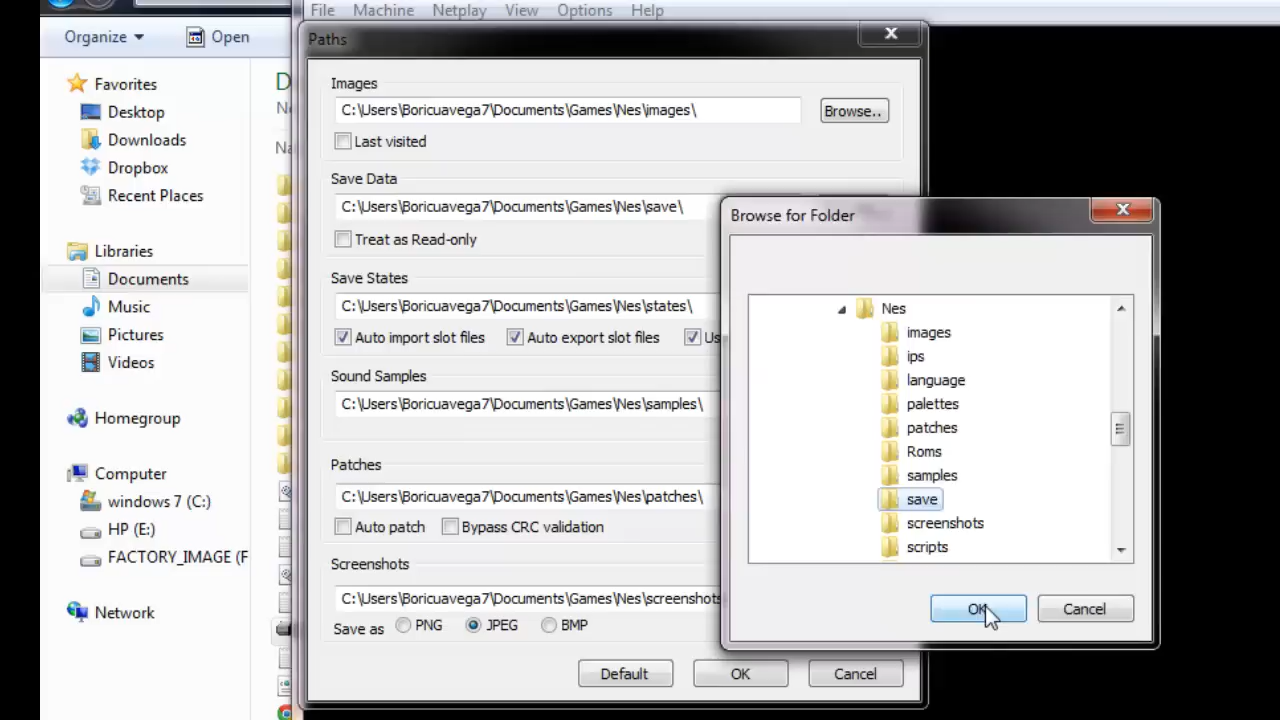 File Machine Netplay View Options Help
Organize
Open
Paths
Favorites
Desktop
Downloads
Dropbox
Recent Places
Libraries
Documents
Music
Pictures
Videos
Homegroup
Computer
windows 7 (C:)
HP (E:)
FACTORY_IMAGE (F
Network
Images
C:\Users\Boricuavega7\Documents\Games\Nes\images\
Browse..
Last visited
Save Data
C:\Users\Boricuavega7\Documents\Games\Nes\save\
Treat as Read-only
Save States
C:\Users\Boricuavega7\Documents\Games\Nes\states\
Auto import slot files Auto export slot files Us
Sound Samples
C:\Users\Boricuavega7\Documents\Games\Nes\samples\
Patches
C:\Users\Boricuavega7\Documents\Games\Nes\patches\
Auto patch Bypass CRC validation
Screenshots
C:\Users\Boricuavega7\Documents\Games\Nes\screenshots
Save as PNG JPEG BMP
Default OK Cancel
Browse for Folder
Nes
images
ips
language
palettes
patches
Roms
samples
save
screenshots
scripts
OK Cancel